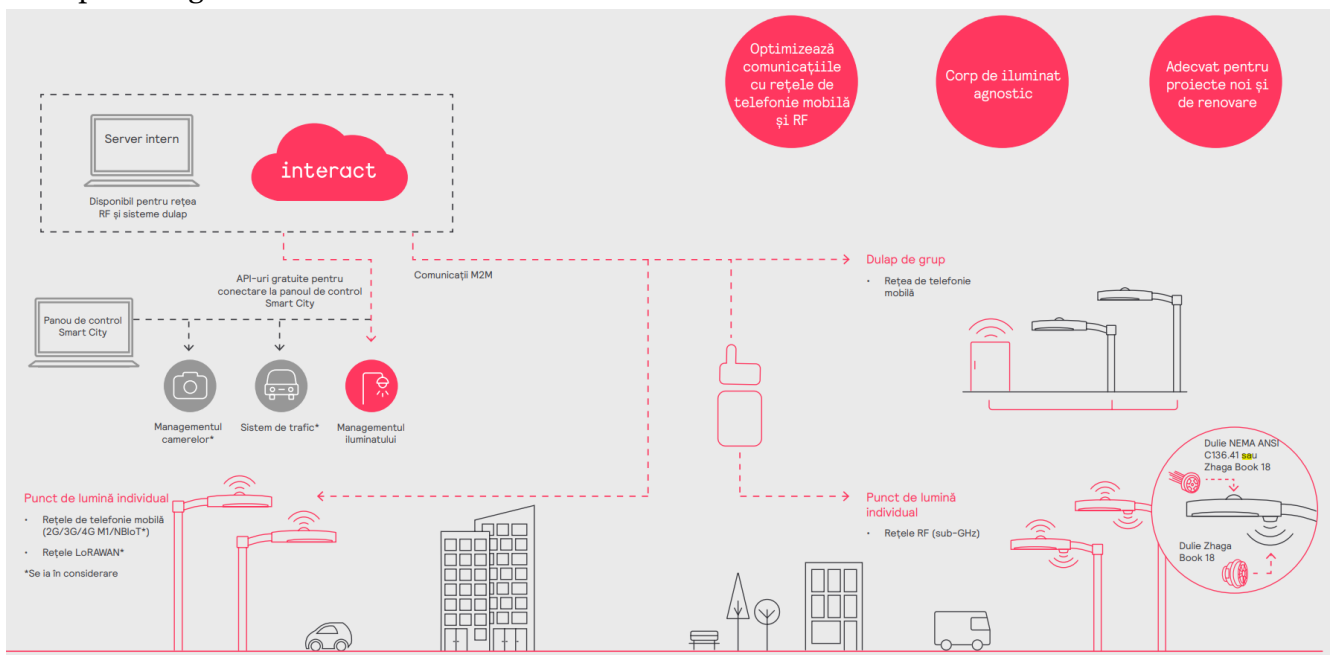 Optimizează
comunicațiile
cu rețele de
telefonie mobilă
și RF
Corp de iluminat
agnostic
Adecvat pentru
proiecte noi și
de renovare
Server intern
interact
Disponibil pentru rețea
RF și sisteme dulap
API-uri gratuite pentru
conectare la panoul de control
Smart City
Comunicații M2M
Dulap de grup
• Rețea de telefonie
mobilă
Panou de control
Smart City
Managementul
camerelor*
Sistem de trafic*
Managementul
iluminatului
Dulie NEMA ANSI
C136.41 sau
Zhaga Book 18
Punct de lumină individual
• Rețele de telefonie mobilă
(2G/3G/4G M1/NBIoT*)
• Rețele LoRAWAN*
*Se ia în considerare
Punct de lumină
individual
• Rețele RF (sub-GHz)
Dulie Zhaga
Book 18